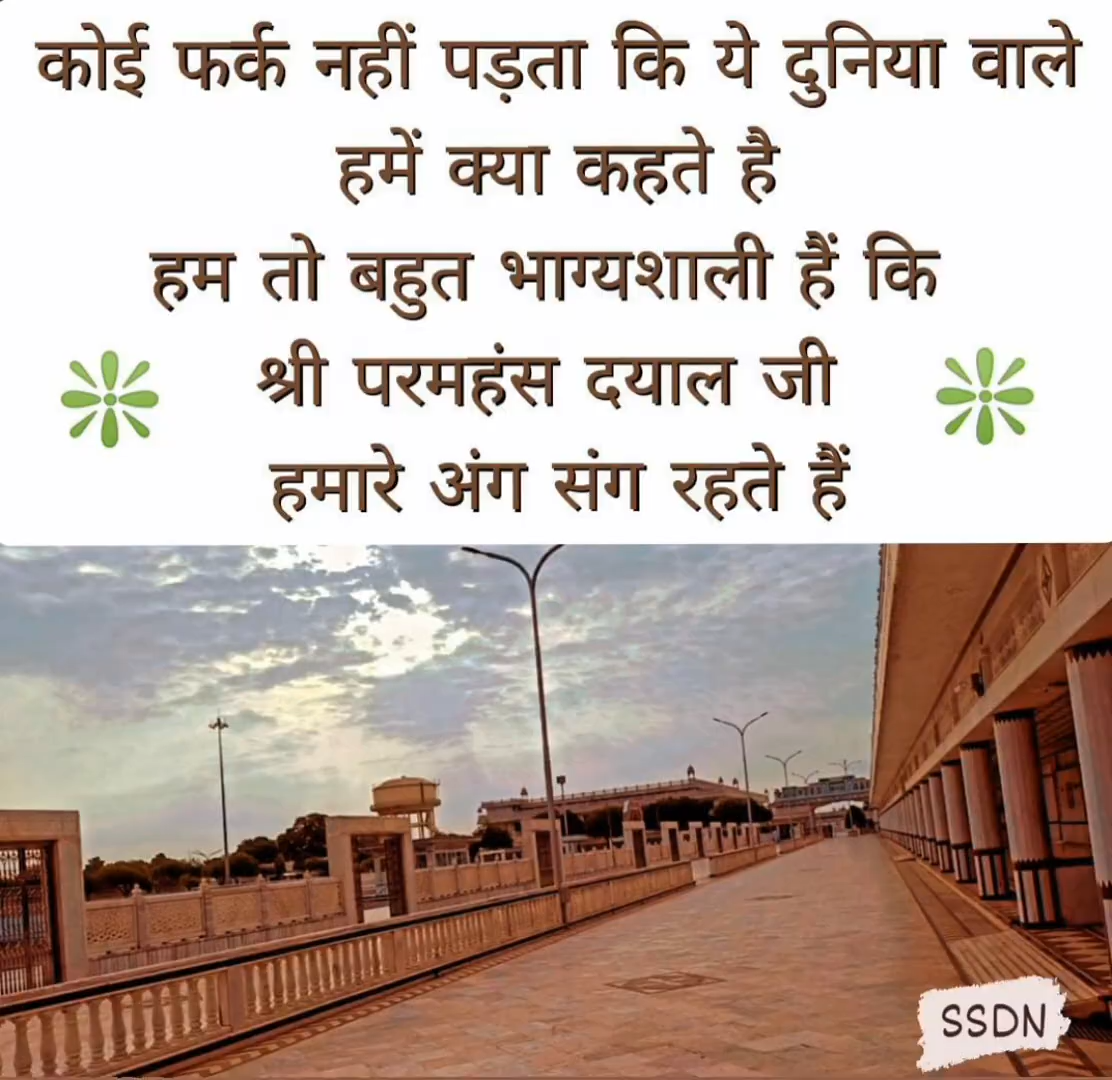 कोई फर्क नहीं पड़ता कि ये दुनिया वाले
हमें क्या कहते है
हम तो बहुत भाग्यशाली हैं कि
श्री परमहंस दयाल जी
हमारे अंग संग रहते हैं
SSDN